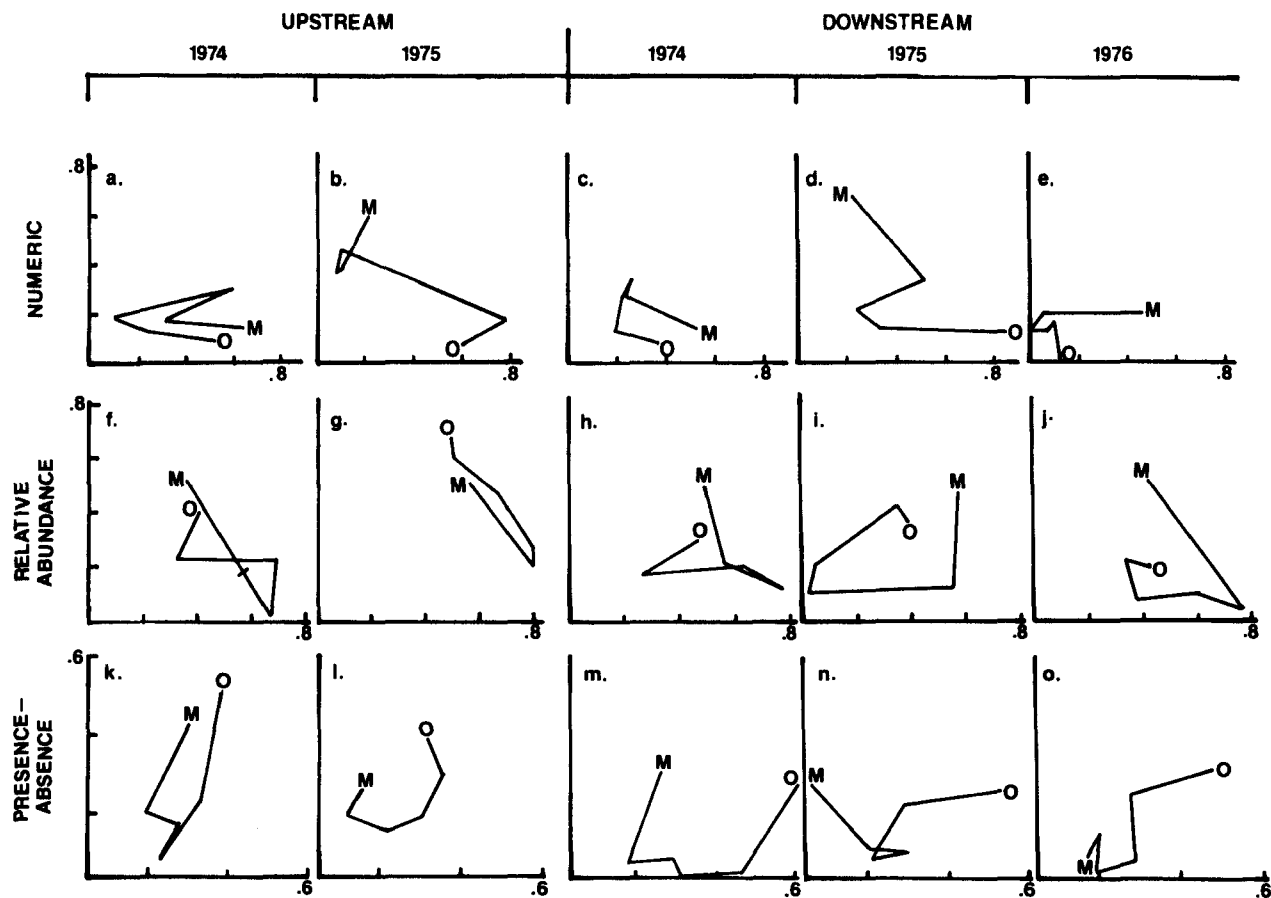 UPSTREAM DOWNSTREAM
1974 1975 1974 1975 1976
NUMERIC
.8 a. b. c. d. e.
M M M M M
O O O O O
.8 .8 .8 .8 .8
RELATIVE
ABUNDANCE
.8 f. g. h. i. j.
M M M M M
O O O O O
.8 .8 .8 .8 .8
PRESENCE–
ABSENCE
.6 k. l. m. n. o.
M M M M M
O O O O O
.6 .6 .6 .6 .6